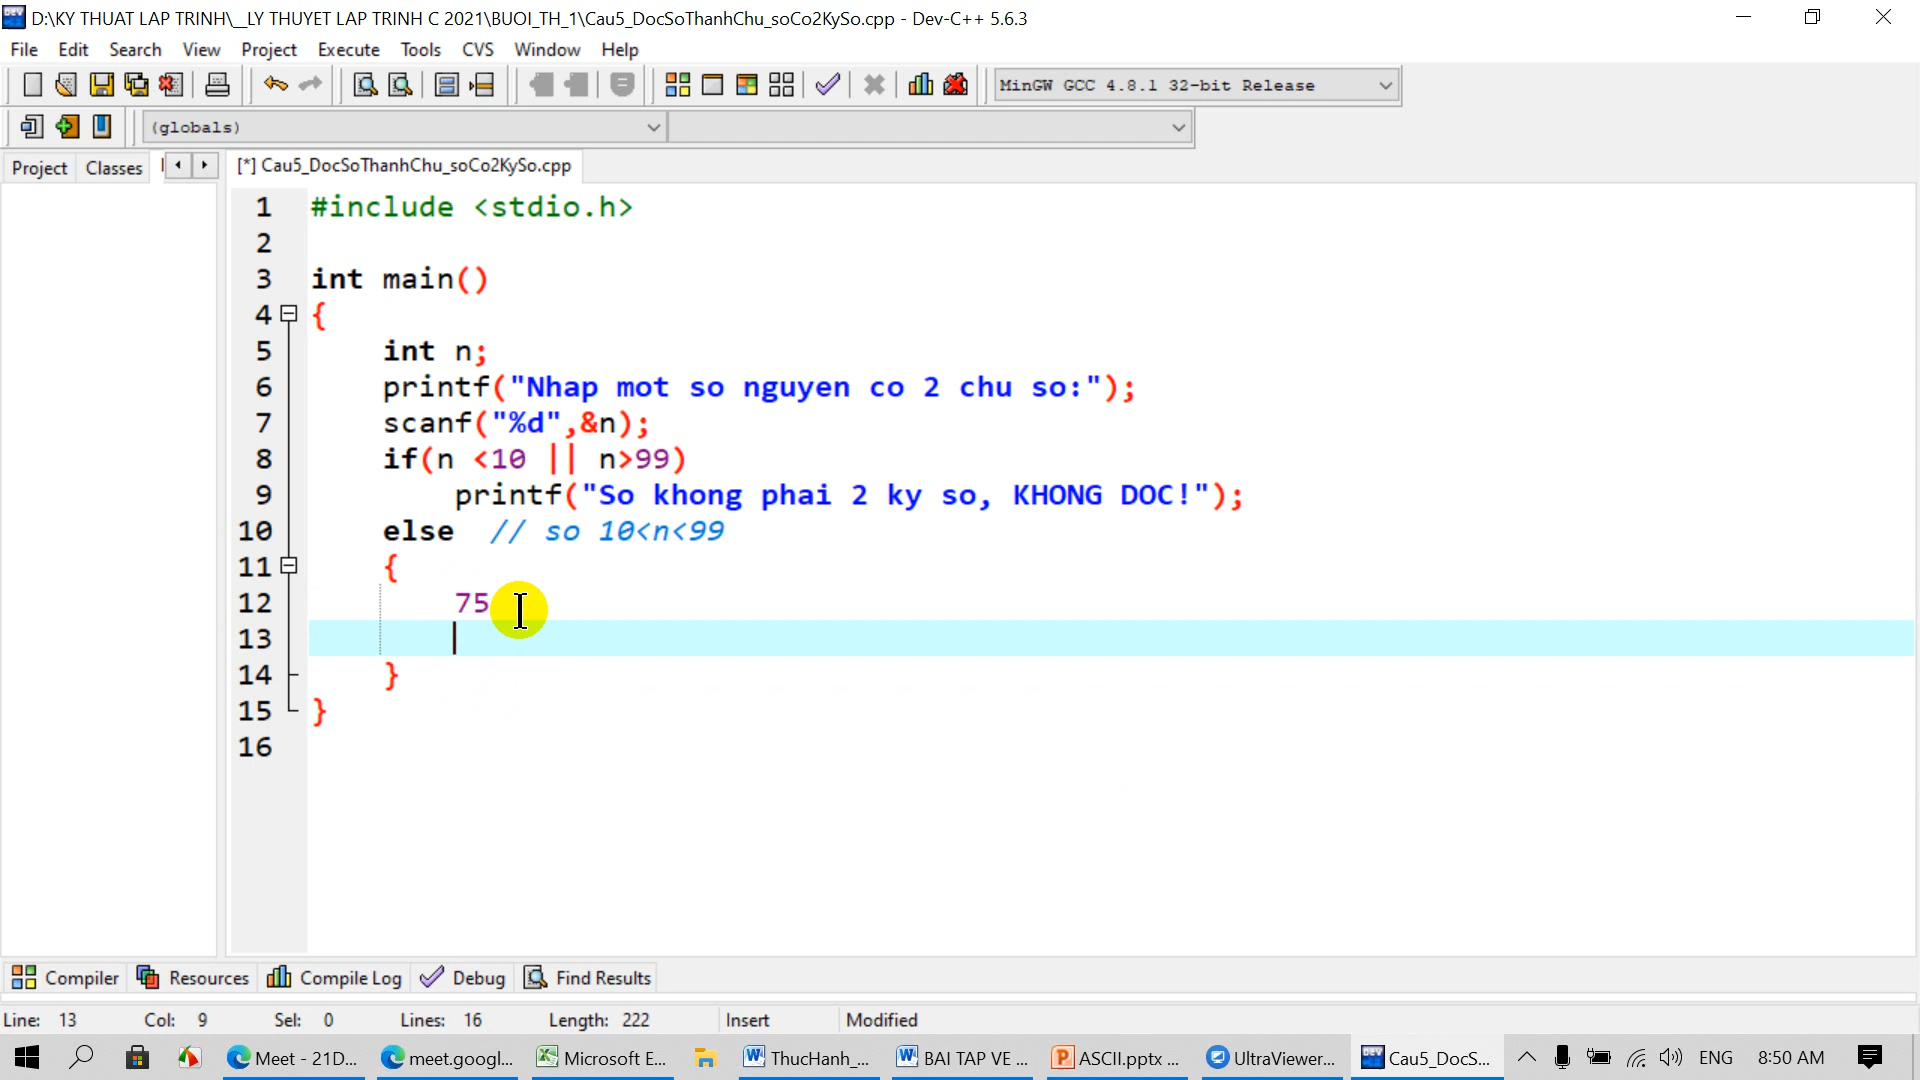 D:\KY THUAT LAP TRINH\__LY THUYET LAP TRINH C 2021\BUOI_TH_1\Cau5_DocSoThanhChu_soCo2KySo.cpp - Dev-C++ 5.6.3
File Edit Search View Project Execute Tools CVS Window Help
MinGW GCC 4.8.1 32-bit Release
(globals)
Project Classes [*] Cau5_DocSoThanhChu_soCo2KySo.cpp
1 #include <stdio.h>
2
3 int main()
4 {
5 int n;
6 printf("Nhap mot so nguyen co 2 chu so:");
7 scanf("%d",&n);
8 if(n <10 || n>99)
9 printf("So khong phai 2 ky so, KHONG DOC!");
10 else // so 10<n<99
11 {
12 75
13
14 }
15 }
16
Compiler Resources Compile Log Debug Find Results
Line: 13 Col: 9 Sel: 0 Lines: 16 Length: 222 Insert Modified
Meet - 21D... meet.googl... Microsoft E... ThucHanh_... BAI TAP VE ... ASCII.pptx ... UltraViewer... Cau5_DocS... ENG 8:50 AM